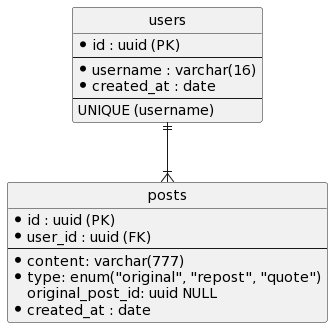 users
id : uuid (PK)
username : varchar(16)
created_at : date
UNIQUE (username)
posts
id : uuid (PK)
user_id : uuid (FK)
content: varchar(777)
type: enum("original", "repost", "quote")
original_post_id: uuid NULL
created_at : date